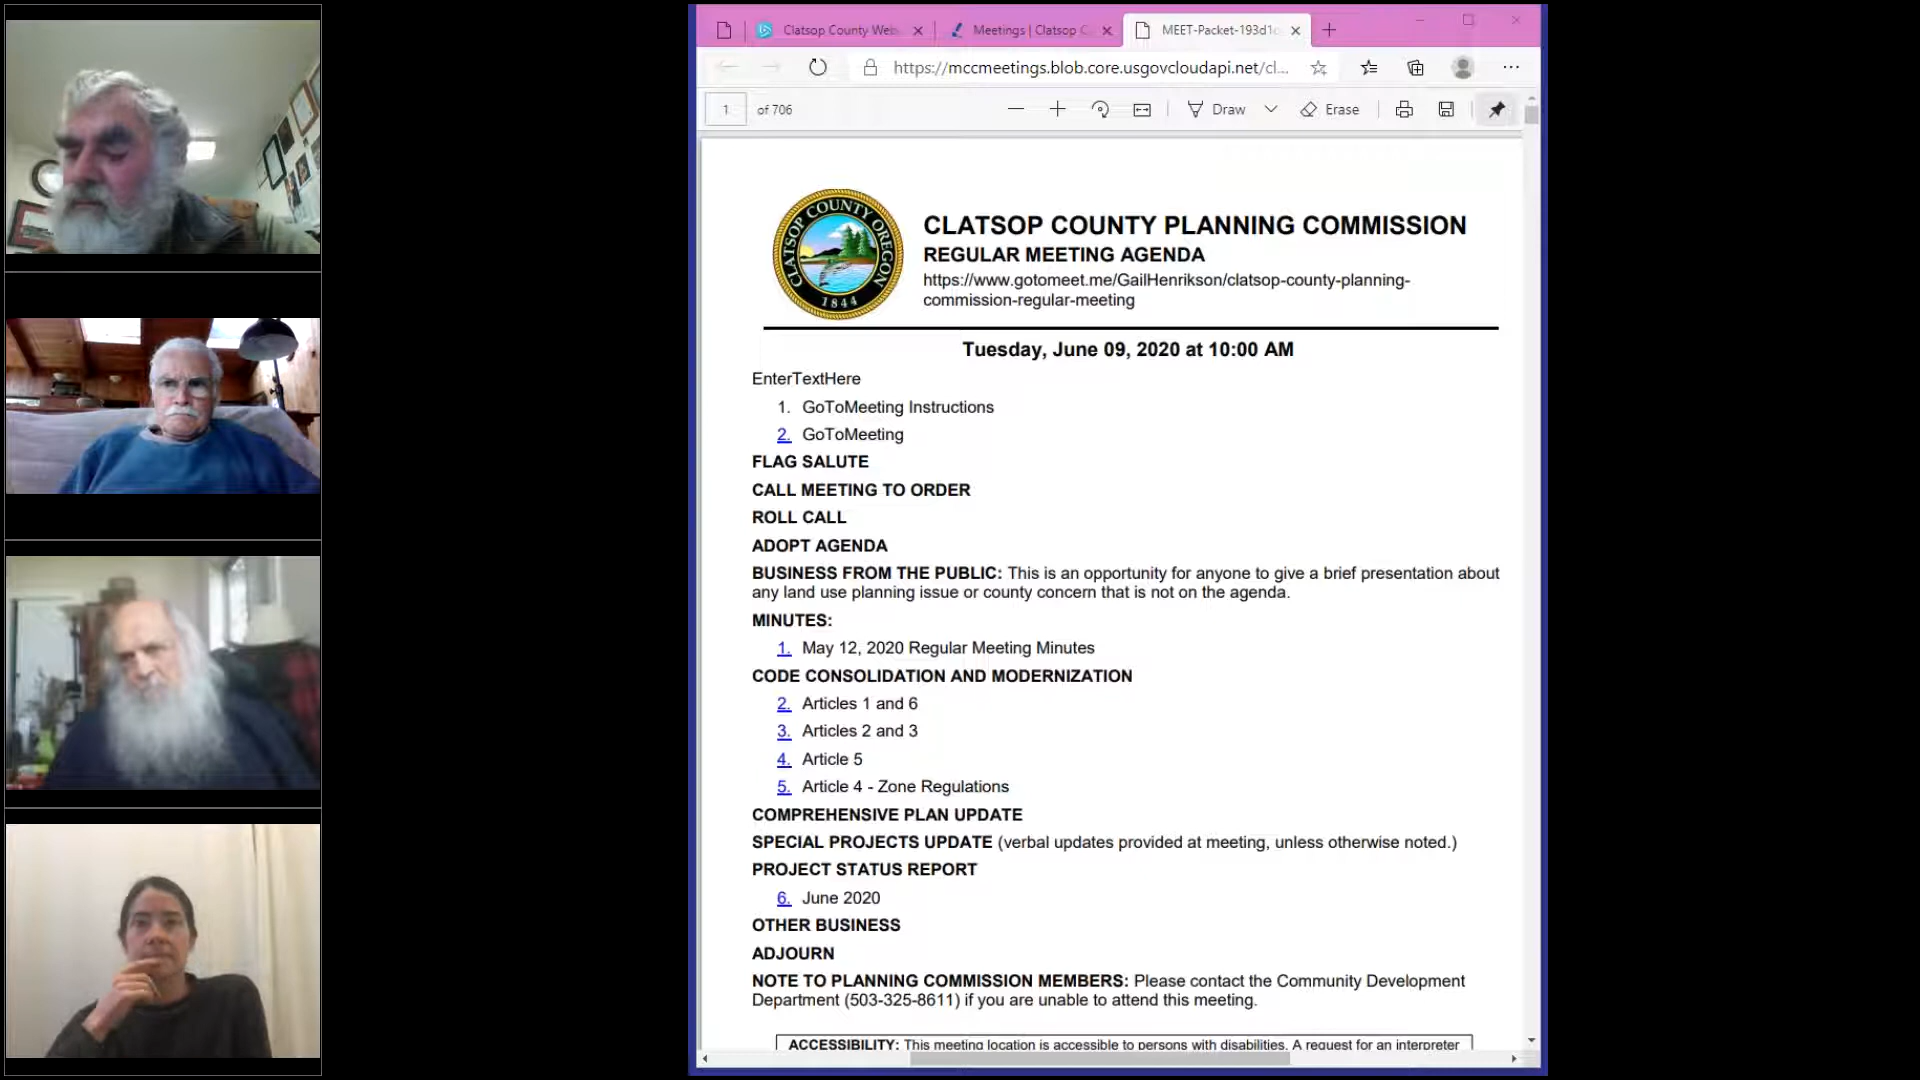 Clatsop County Web
Meetings | Clatsop C
MEET-Packet-193d1c
https://mccmeetings.blob.core.usgovcloudapi.net/cl...
1 of 706
Draw
Erase
CLATSOP COUNTY OREGON
1844
CLATSOP COUNTY PLANNING COMMISSION
REGULAR MEETING AGENDA
https://www.gotomeet.me/GailHenrikson/clatsop-county-planning-
commission-regular-meeting
Tuesday, June 09, 2020 at 10:00 AM
EnterTextHere
1. GoToMeeting Instructions
2. GoToMeeting
FLAG SALUTE
CALL MEETING TO ORDER
ROLL CALL
ADOPT AGENDA
BUSINESS FROM THE PUBLIC: This is an opportunity for anyone to give a brief presentation about
any land use planning issue or county concern that is not on the agenda.
MINUTES:
1. May 12, 2020 Regular Meeting Minutes
CODE CONSOLIDATION AND MODERNIZATION
2. Articles 1 and 6
3. Articles 2 and 3
4. Article 5
5. Article 4 - Zone Regulations
COMPREHENSIVE PLAN UPDATE
SPECIAL PROJECTS UPDATE (verbal updates provided at meeting, unless otherwise noted.)
PROJECT STATUS REPORT
6. June 2020
OTHER BUSINESS
ADJOURN
NOTE TO PLANNING COMMISSION MEMBERS: Please contact the Community Development
Department (503-325-8611) if you are unable to attend this meeting.
ACCESSIBILITY: This meeting location is accessible to persons with disabilities. A request for an interpreter